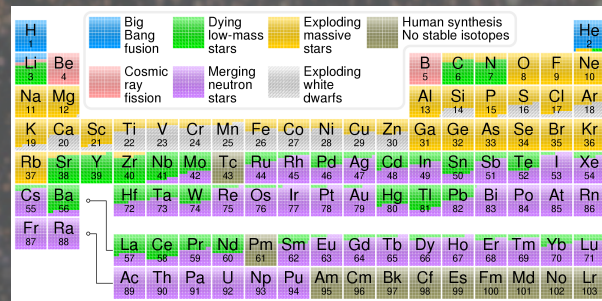 H
1
Big
Bang
fusion
Dying
low-mass
stars
Exploding
massive
stars
Human synthesis
No stable isotopes
He
2
Li
3
Be
4
Cosmic
ray
fission
Merging
neutron
stars
Exploding
white
dwarfs
B C N O F Ne
5 6 7 8 9 10
Na Mg Al Si P S Cl Ar
11 12 13 14 15 16 17 18
K Ca Sc Ti V Cr Mn Fe Co Ni Cu Zn Ga Ge As Se Br Kr
19 20 21 22 23 24 25 26 27 28 29 30 31 32 33 34 35 36
Rb Sr Y Zr Nb Mo Tc Ru Rh Pd Ag Cd In Sn Sb Te I Xe
37 38 39 40 41 42 43 44 45 46 47 48 49 50 51 52 53 54
Cs Ba Hf Ta W Re Os Ir Pt Au Hg Tl Pb Bi Po At Rn
55 56 72 73 74 75 76 77 78 79 80 81 82 83 84 85 86
Fr Ra
87 88
La Ce Pr Nd Pm Sm Eu Gd Tb Dy Ho Er Tm Yb Lu
57 58 59 60 61 62 63 64 65 66 67 68 69 70 71
Ac Th Pa U Np Pu Am Cm Bk Cf Es Fm Md No Lr
89 90 91 92 93 94 95 96 97 98 99 100 101 102 103